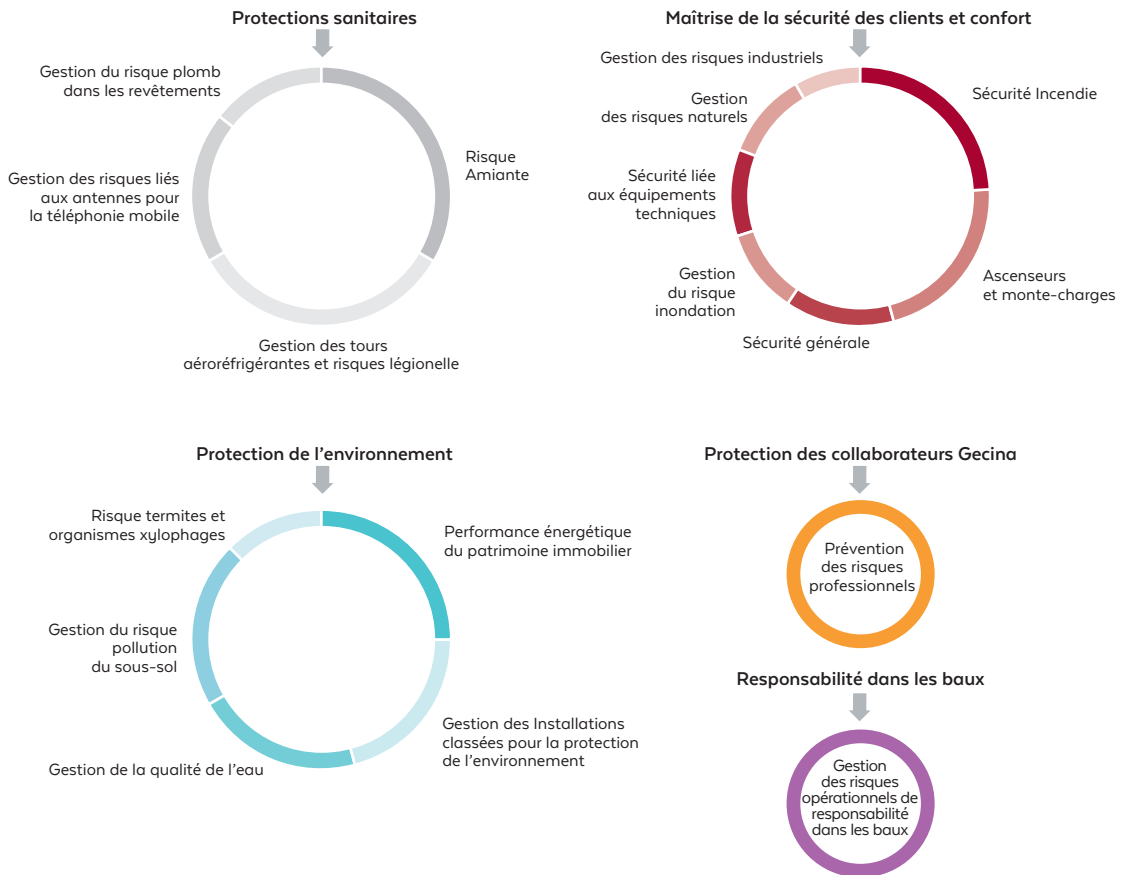 Protections sanitaires
Gestion du risque plomb
dans les revêtements
Risque
Amiante
Gestion des risques liés
aux antennes pour
la téléphonie mobile
Gestion des tours
aéroréfrigérantes et risques légionelle
Maîtrise de la sécurité des clients et confort
Gestion des risques industriels
Sécurité Incendie
Gestion
des risques naturels
Sécurité liée
aux équipements
techniques
Gestion
du risque
inondation
Ascenseurs
et monte-charges
Sécurité générale
Protection de l’environnement
Risque termites et
organismes xylophages
Performance énergétique
du patrimoine immobilier
Gestion du risque
pollution
du sous-sol
Gestion des Installations
classées pour la protection
de l’environnement
Gestion de la qualité de l’eau
Protection des collaborateurs Gecina
Prévention
des risques
professionnels
Responsabilité dans les baux
Gestion
des risques
opérationnels de
responsabilité
dans les baux